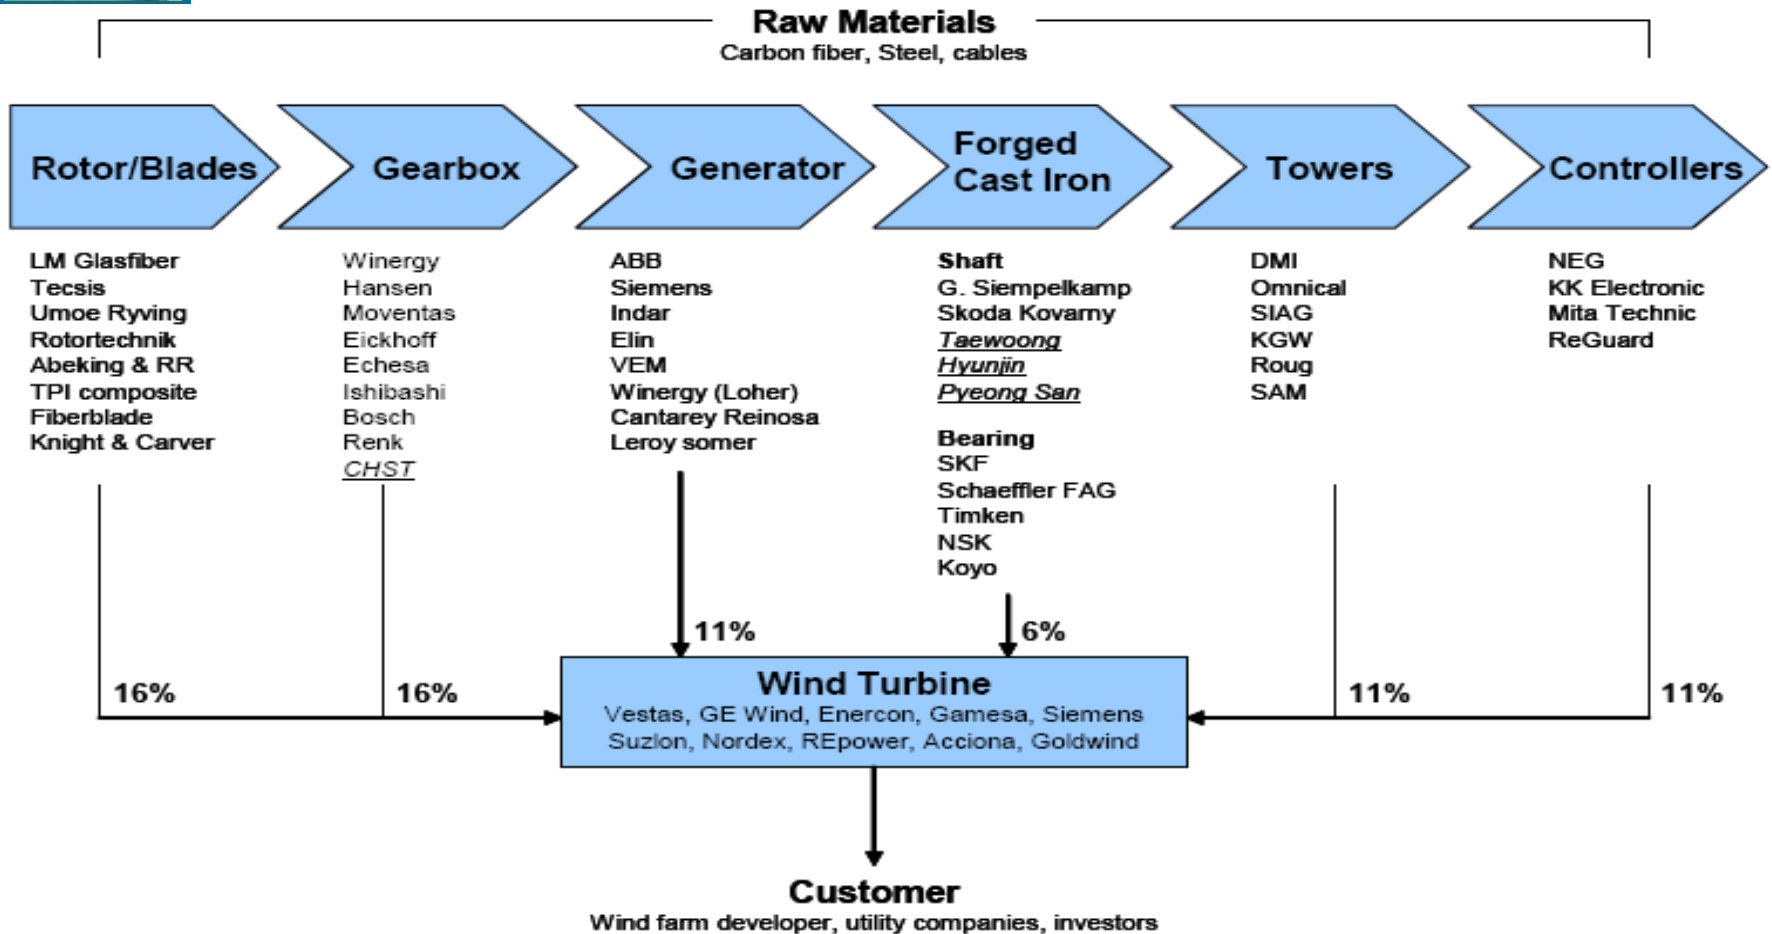 Raw Materials
Carbon fiber, Steel, cables
Rotor/Blades
Gearbox
Generator
Forged
Cast Iron
Towers
Controllers
LM Glasfiber
Tecsis
Umoe Ryving
Rotortechnik
Abeking & RR
TPI composite
Fiberblade
Knight & Carver
Winergy
Hansen
Moventas
Eickhoff
Echesa
Ishibashi
Bosch
Renk
CHST
ABB
Siemens
Indar
Elin
VEM
Winergy (Loher)
Cantarey Reinosa
Leroy somer
Shaft
G. Siempelkamp
Skoda Kovarny
Taewoong
Hyunjin
Pyeong San
Bearing
SKF
Schaeffler FAG
Timken
NSK
Koyo
DMI
Omnical
SIAG
KGW
Roug
SAM
NEG
KK Electronic
Mita Technic
ReGuard
16%
16%
11%
6%
11%
11%
Wind Turbine
Vestas, GE Wind, Enercon, Gamesa, Siemens
Suzlon, Nordex, REpower, Acciona, Goldwind
Customer
Wind farm developer, utility companies, investors